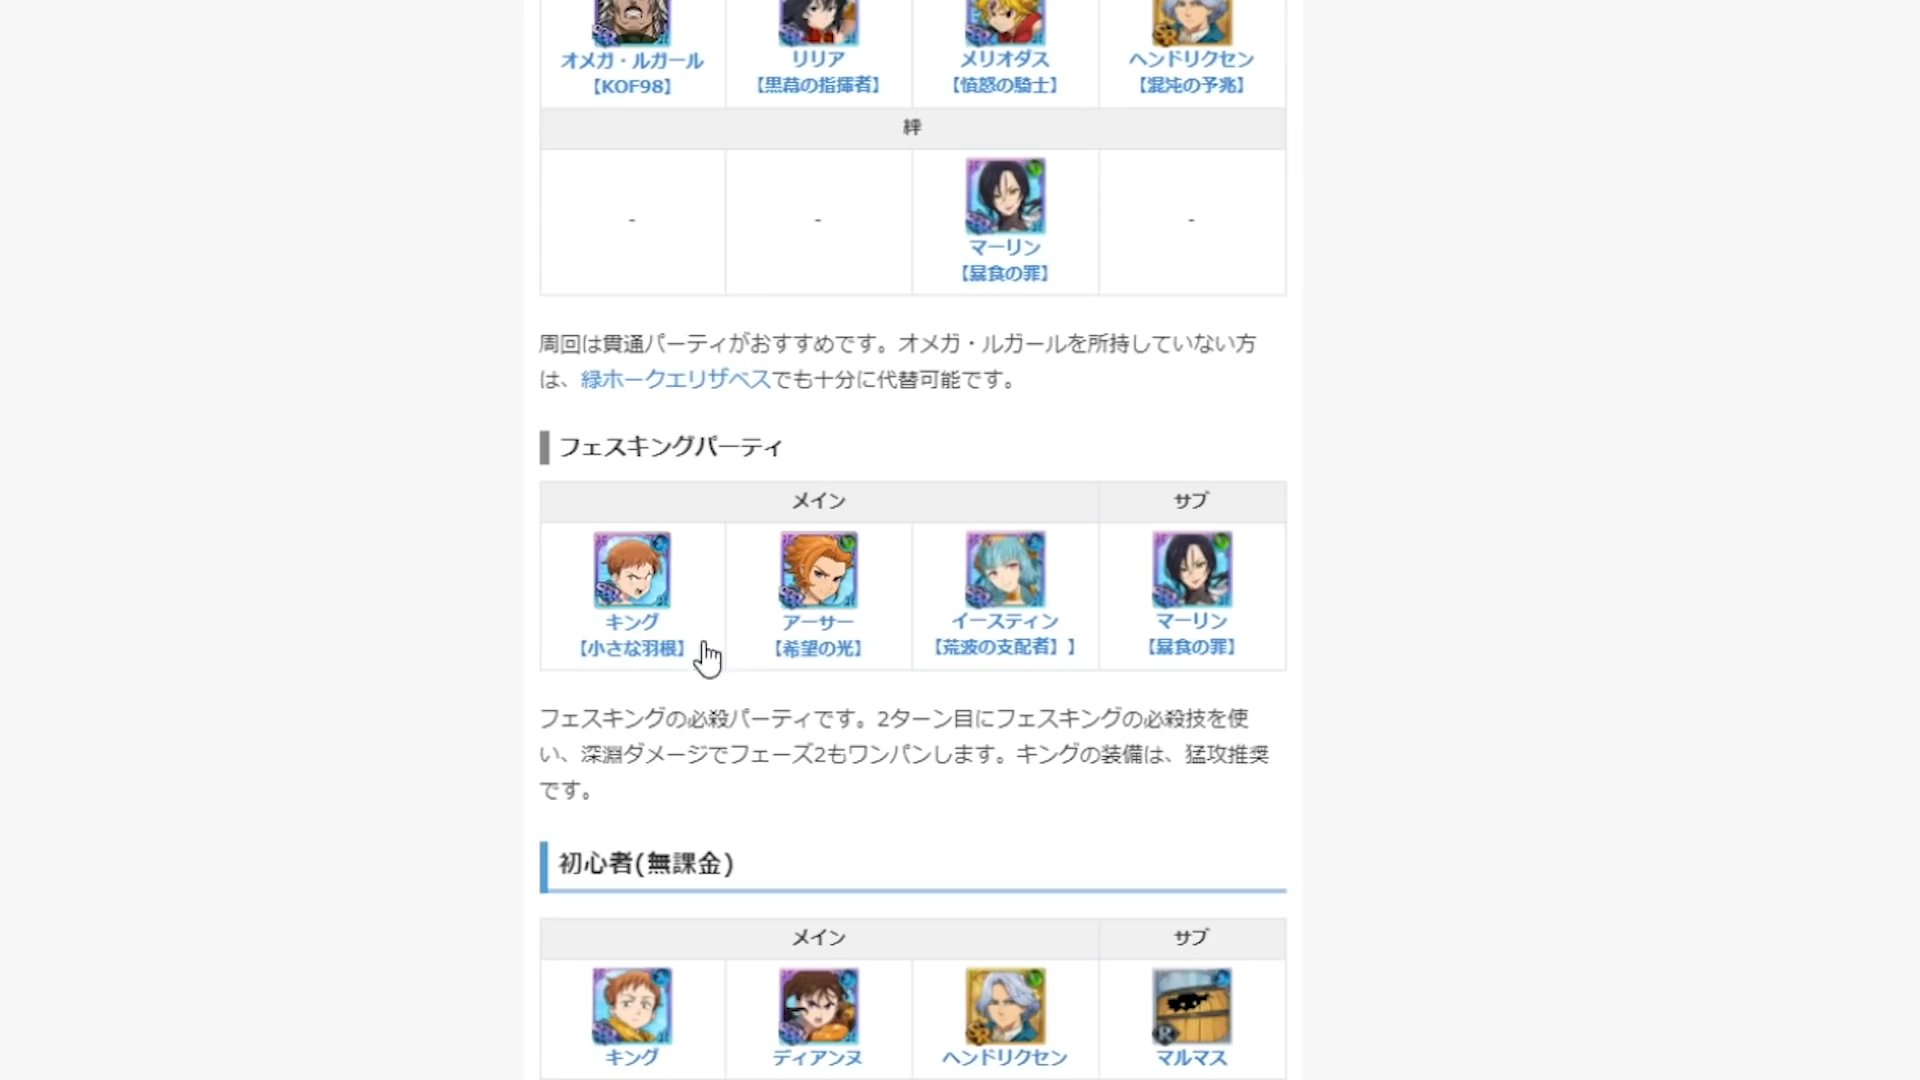 オメガ・ルガール リリア メリオダス ヘンドリクセン
【KOF98】 【黒幕の指揮者】 【憤怒の騎士】 【混沌の予兆】
絆
- - マーリン -
【暴食の罪】
周回は貫通パーティがおすすめです。オメガ・ルガールを所持していない方
は、緑ホークエリザベスでも十分に代替可能です。
フェスキングパーティ
メイン サブ
キング アーサー イースティン マーリン
【小さな羽根】 【希望の光】 【荒波の支配者】】 【暴食の罪】
フェスキングの必殺パーティです。2ターン目にフェスキングの必殺技を使
い、深淵ダメージでフェーズ2もワンパンします。キングの装備は、猛攻推奨
です。
初心者(無課金)
メイン サブ
キング ディアンヌ ヘンドリクセン マルマス